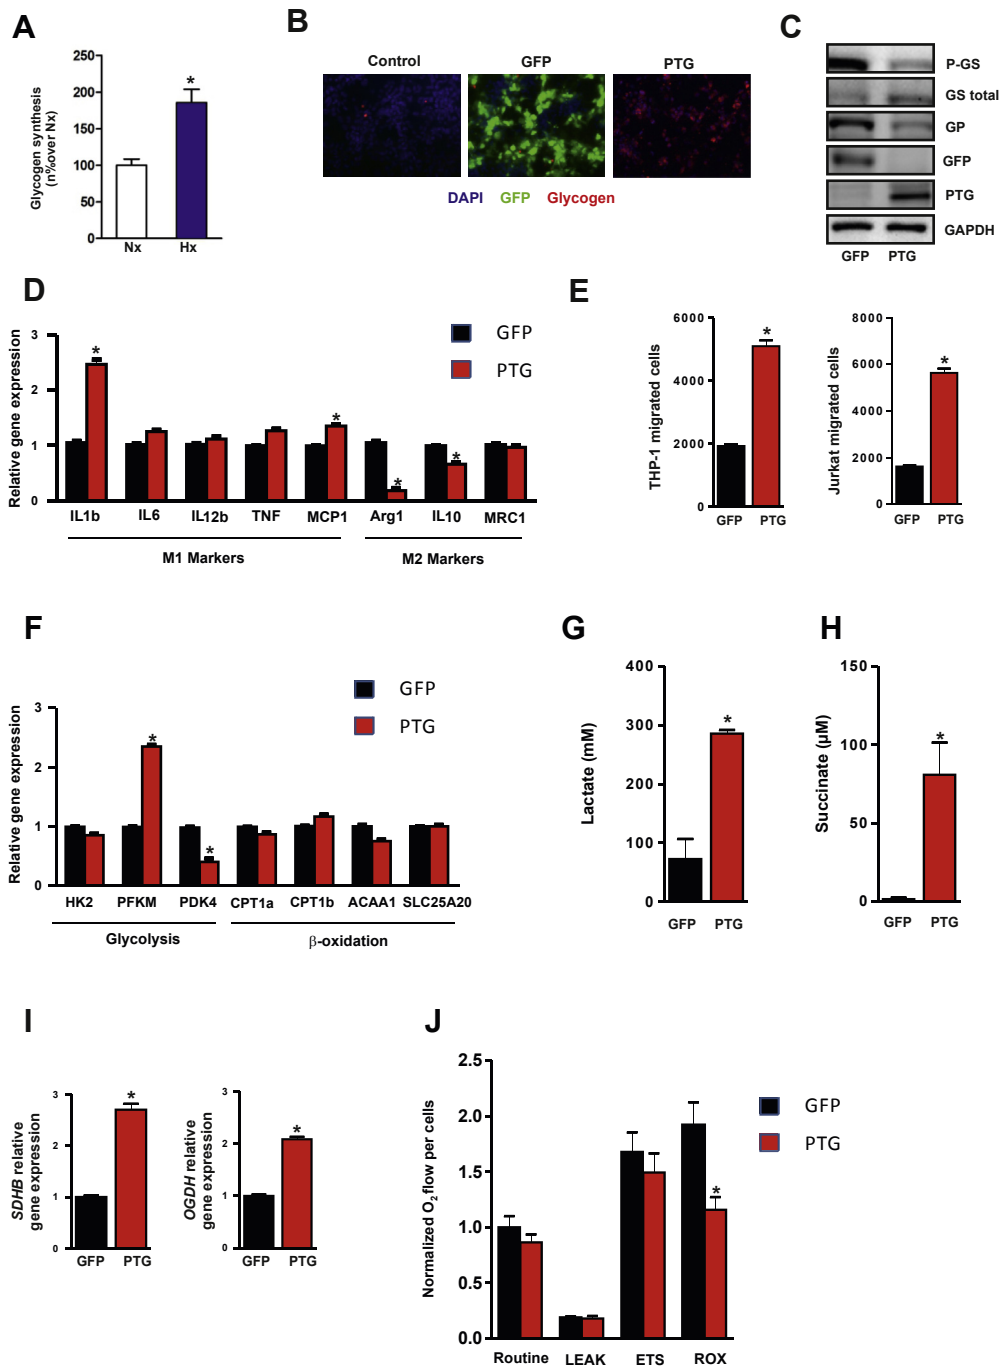 A
Glycogen synthesis
(n%over Nx)
250
200
150
100
50
0
*
Nx Hx
B
Control GFP PTG
DAPI GFP Glycogen
C
P-GS
GS total
GP
GFP
PTG
GAPDH
GFP PTG
D
Relative gene expression
3
2
1
0
GFP
PTG
* * * *
IL1b IL6 IL12b TNF MCP1 Arg1 IL10 MRC1
M1 Markers M2 Markers
E
THP-1 migrated cells
6000
4000
2000
0
*
GFP PTG
Jurkat migrated cells
8000
6000
4000
2000
0
*
GFP PTG
F
Relative gene expression
3
2
1
0
GFP
PTG
* *
HK2 PFKM PDK4 CPT1a CPT1b ACAA1 SLC25A20
Glycolysis β-oxidation
G
Lactate (mM)
400
300
200
100
0
*
GFP PTG
H
Succinate (µM)
150
100
50
0
*
GFP PTG
I
SDHB relative
gene expression
3
2
1
0
*
GFP PTG
OGDH relative
gene expression
3
2
1
0
*
GFP PTG
J
Normalized O2 flow per cells
2.5
2.0
1.5
1.0
0.5
0.0
GFP
PTG
*
Routine LEAK ETS ROX